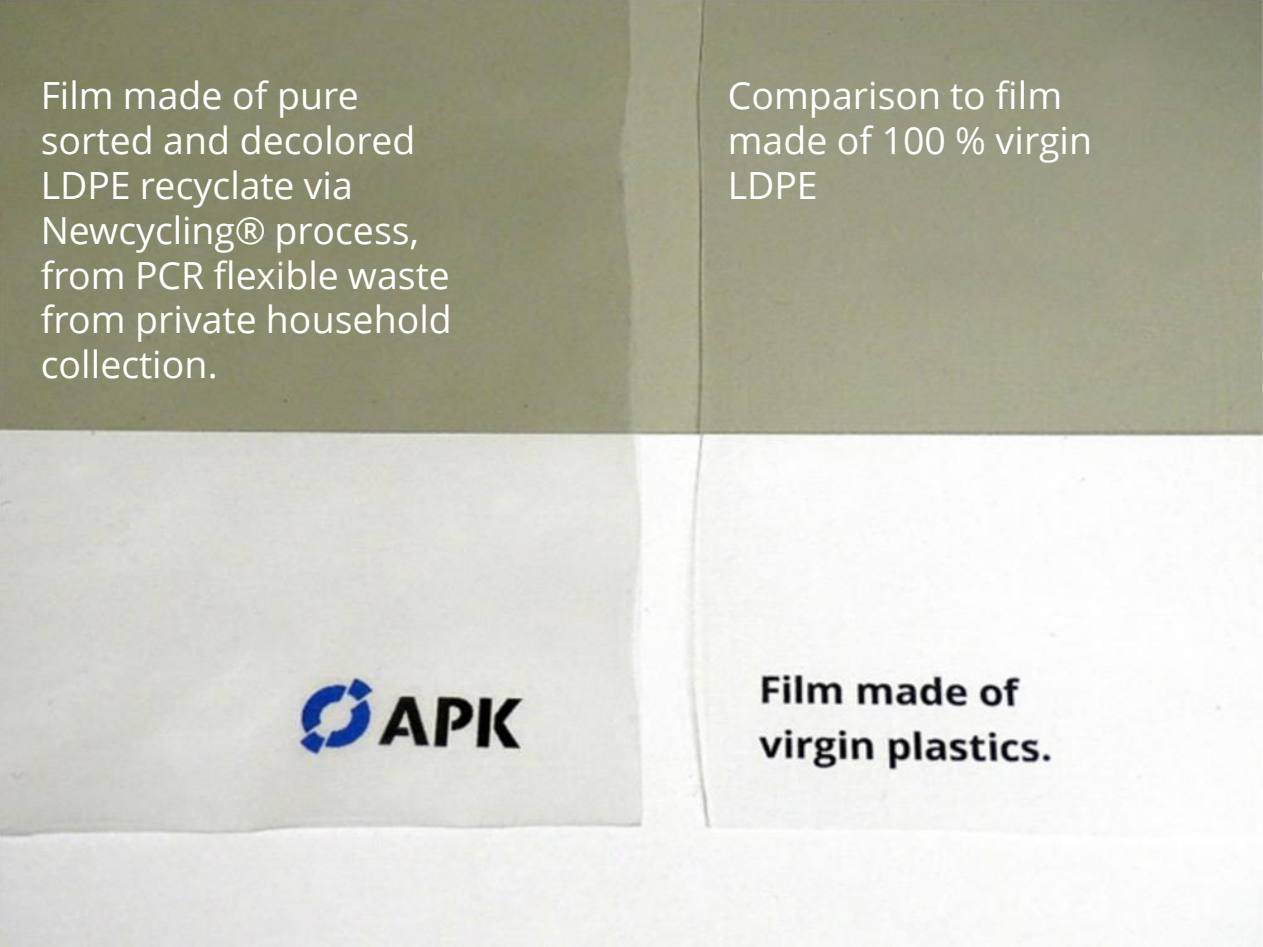 Film made of pure
sorted and decolored
LDPE recyclate via
Newcycling® process,
from PCR flexible waste
from private household
collection.
Comparison to film
made of 100 % virgin
LDPE
APK
Film made of
virgin plastics.